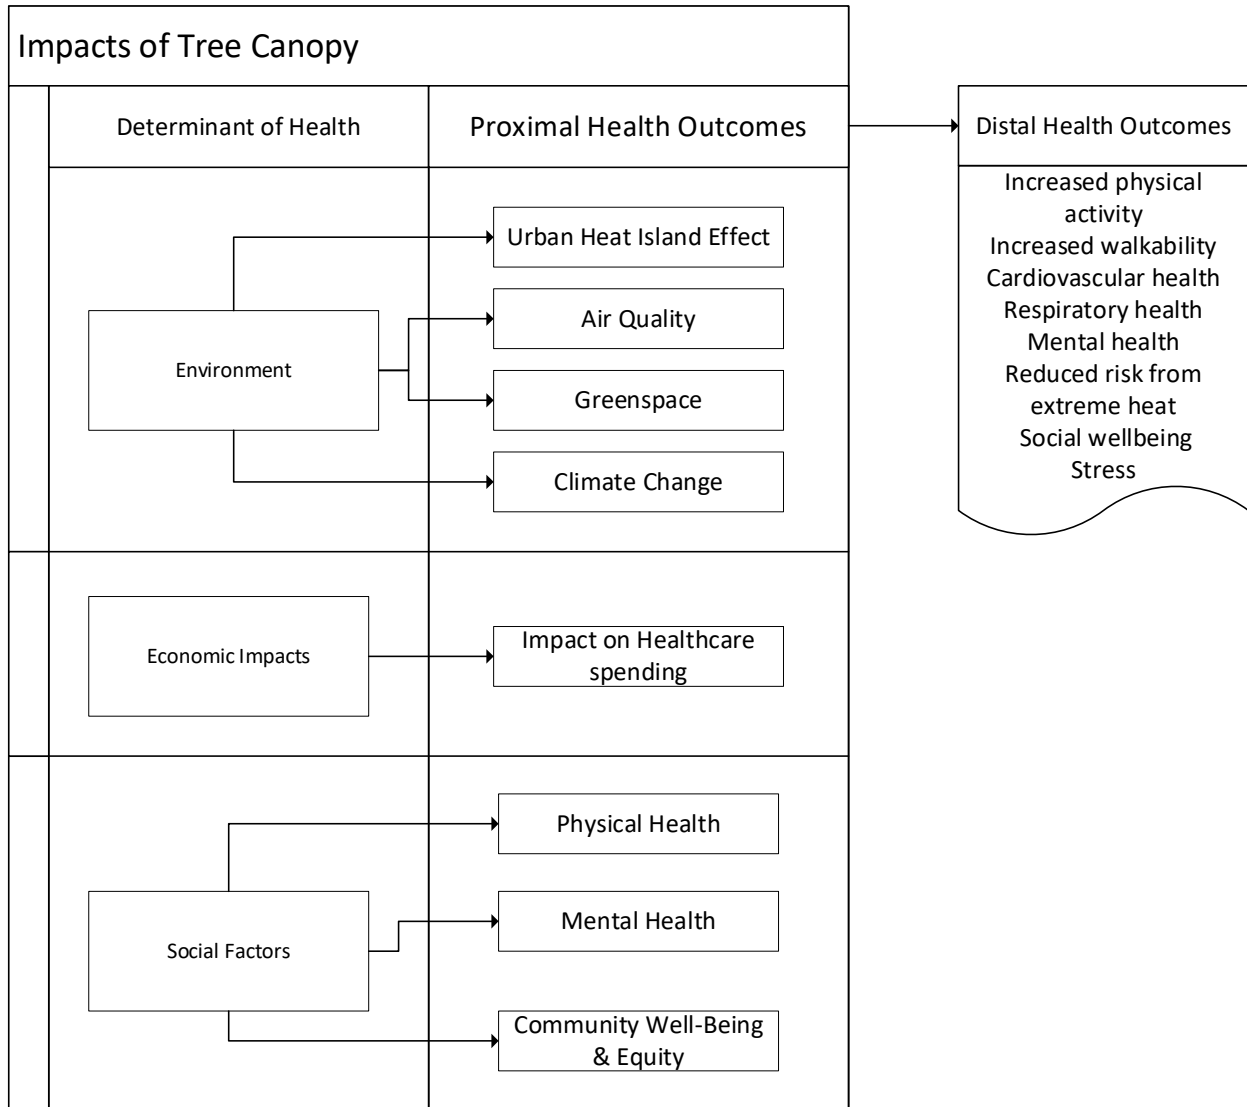 Impacts of Tree Canopy
Determinant of Health
Proximal Health Outcomes
Distal Health Outcomes
Environment
Urban Heat Island Effect
Air Quality
Greenspace
Climate Change
Economic Impacts
Impact on Healthcare
spending
Social Factors
Physical Health
Mental Health
Community Well-Being
& Equity
Increased physical
activity
Increased walkability
Cardiovascular health
Respiratory health
Mental health
Reduced risk from
extreme heat
Social wellbeing
Stress